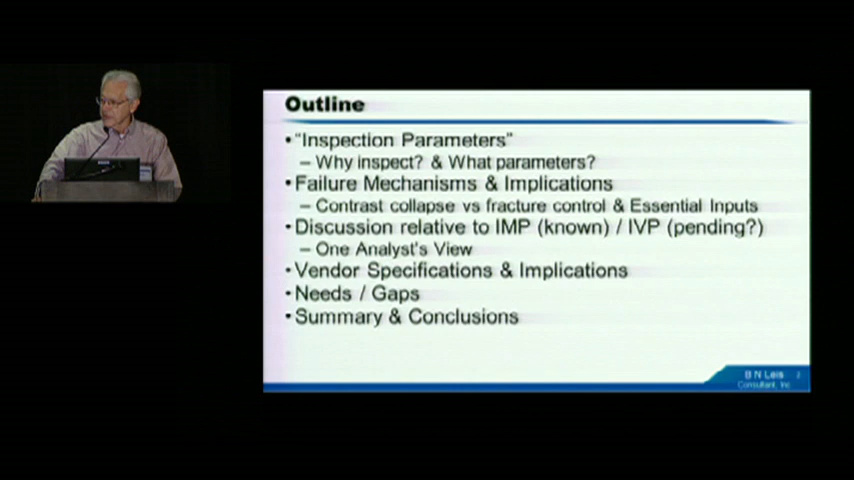 Outline
• "Inspection Parameters"
– Why inspect? & What parameters?
• Failure Mechanisms & Implications
– Contrast collapse vs fracture control & Essential Inputs
• Discussion relative to IMP (known) / IVP (pending?)
– One Analyst's View
• Vendor Specifications & Implications
• Needs / Gaps
• Summary & Conclusions
B N Leis 2
Consultant, Inc